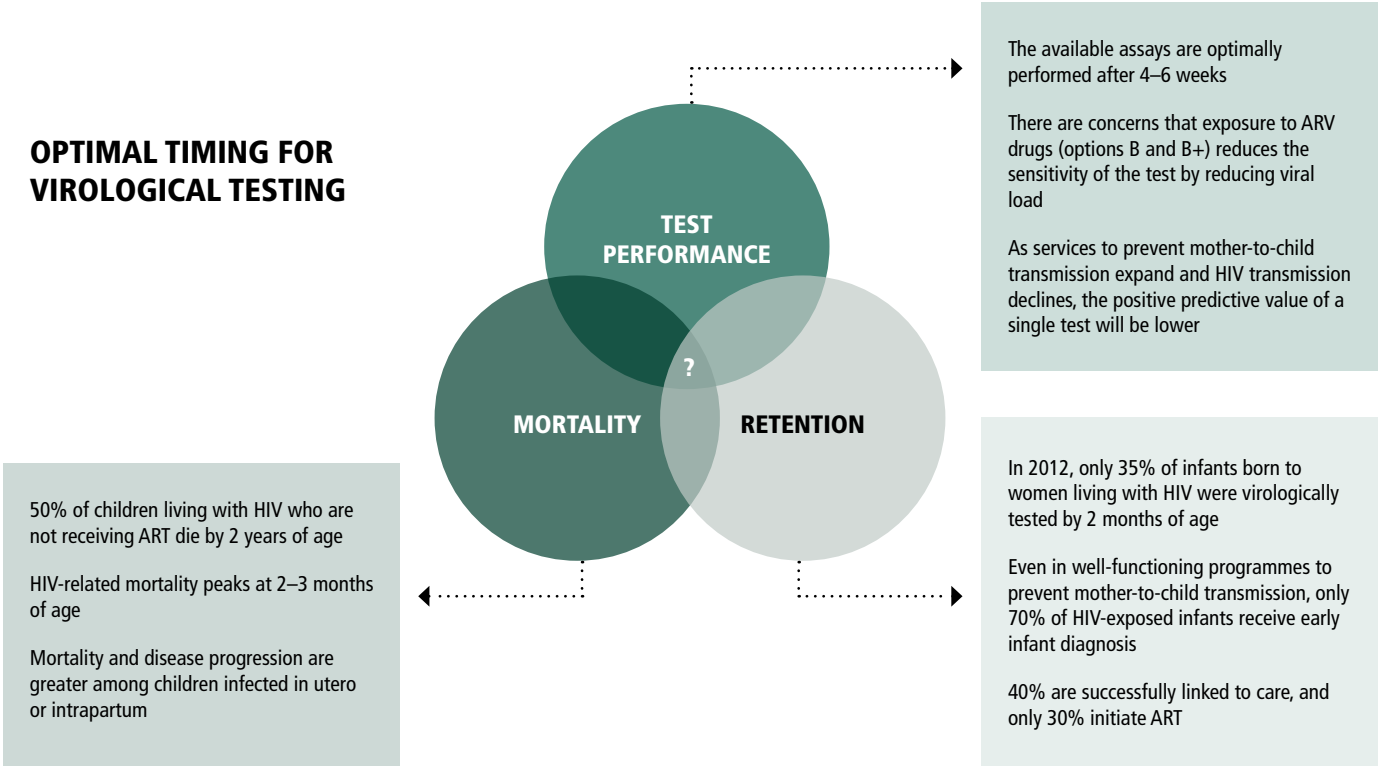 OPTIMAL TIMING FOR
VIROLOGICAL TESTING
TEST
PERFORMANCE
?
MORTALITY
RETENTION
The available assays are optimally
performed after 4–6 weeks
There are concerns that exposure to ARV
drugs (options B and B+) reduces the
sensitivity of the test by reducing viral
load
As services to prevent mother-to-child
transmission expand and HIV transmission
declines, the positive predictive value of a
single test will be lower
50% of children living with HIV who are
not receiving ART die by 2 years of age
HIV-related mortality peaks at 2–3 months
of age
Mortality and disease progression are
greater among children infected in utero
or intrapartum
In 2012, only 35% of infants born to
women living with HIV were virologically
tested by 2 months of age
Even in well-functioning programmes to
prevent mother-to-child transmission, only
70% of HIV-exposed infants receive early
infant diagnosis
40% are successfully linked to care, and
only 30% initiate ART